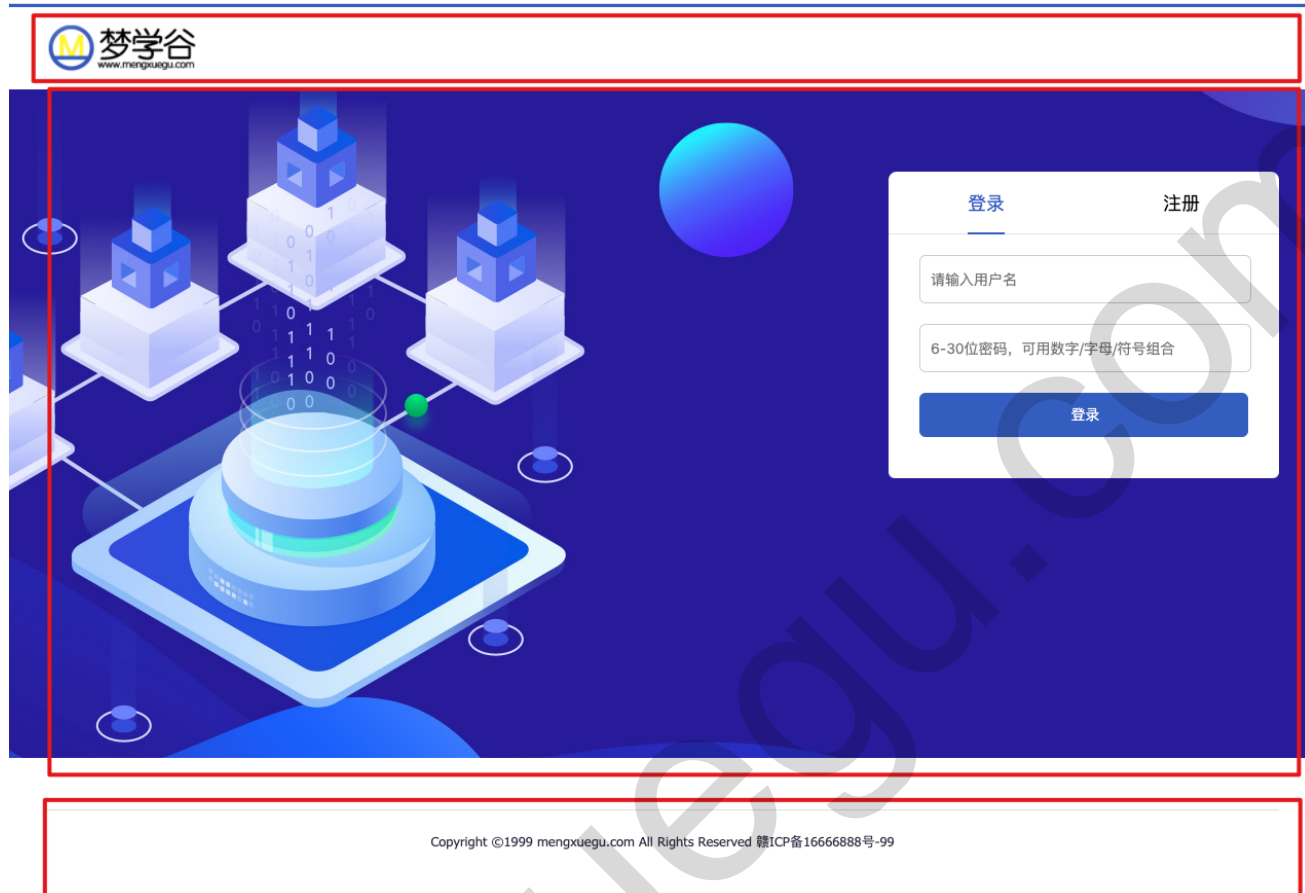 M 梦学谷
www.mengxuegu.com
登录 注册
请输入用户名
6-30位密码，可用数字/字母/符号组合
登录
Copyright ©1999 mengxuegu.com All Rights Reserved 赣ICP备16666888号-99